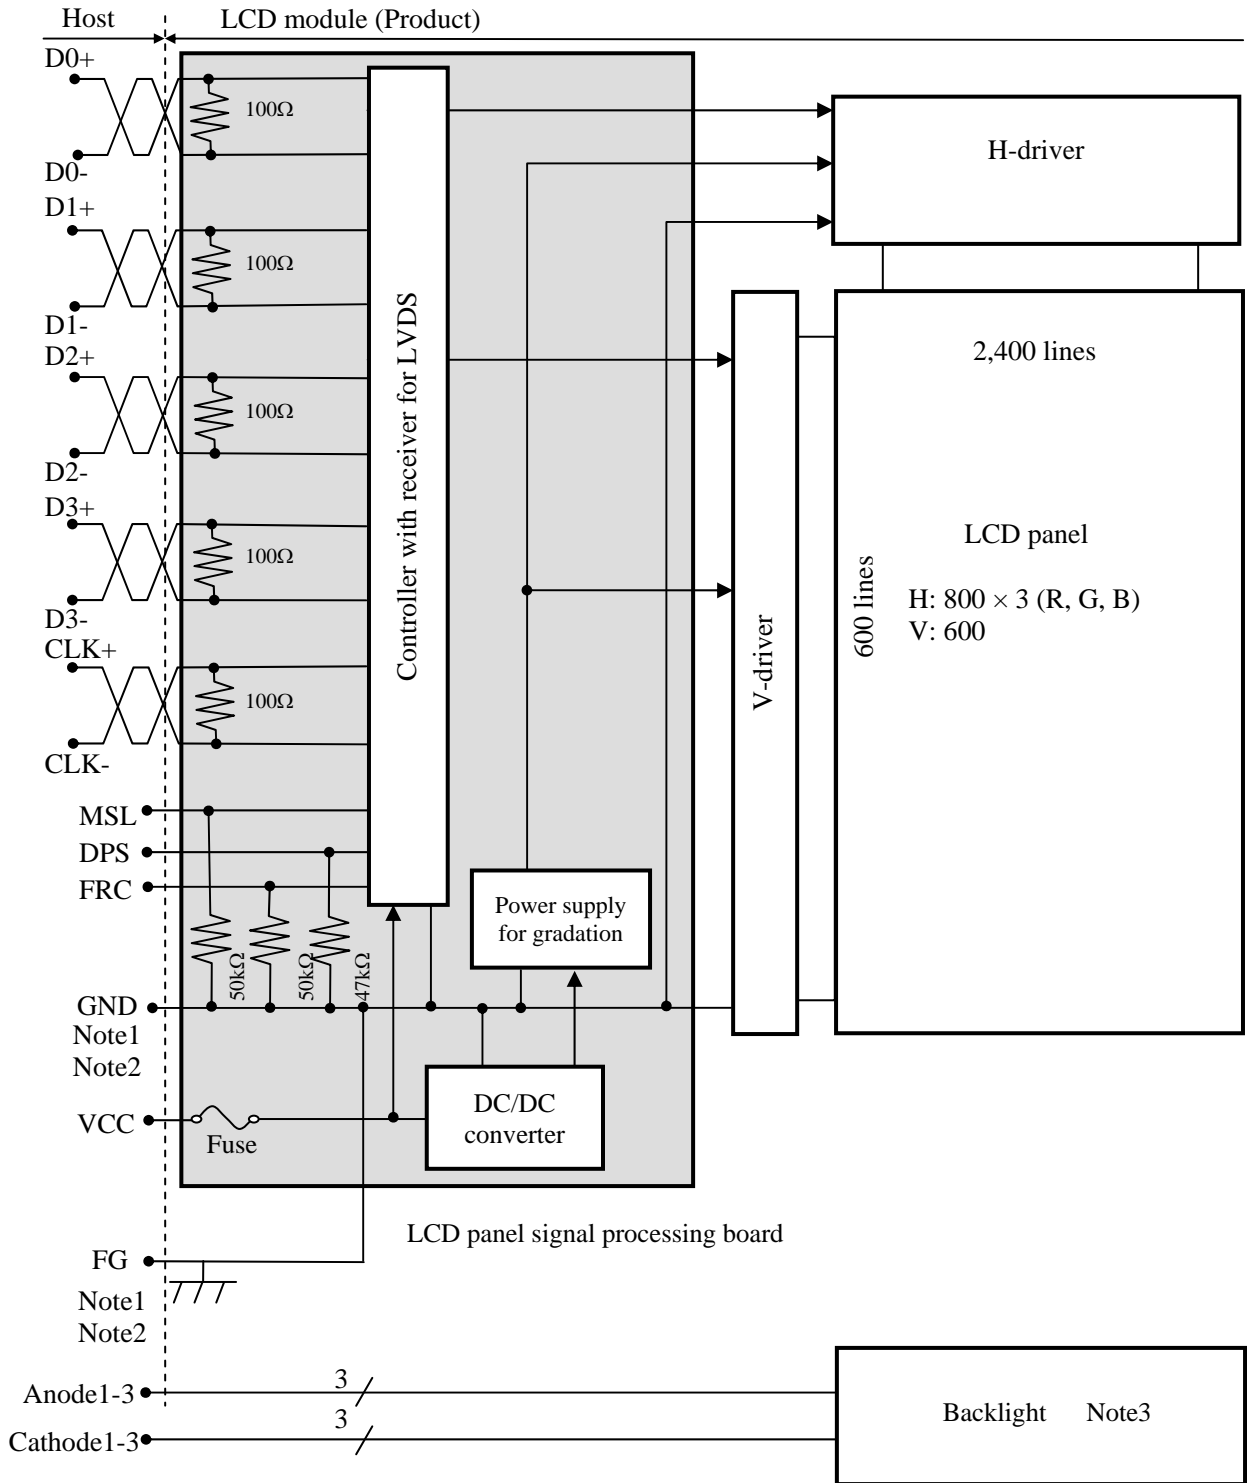 Host
LCD module (Product)
D0+
100Ω
D0-
D1+
100Ω
D1-
D2+
100Ω
D2-
D3+
100Ω
D3-
CLK+
100Ω
CLK-
MSL
DPS
FRC
50kΩ
50kΩ
47kΩ
GND
Note1
Note2
VCC
Fuse
Controller with receiver for LVDS
Power supply
for gradation
DC/DC
converter
H-driver
V-driver
2,400 lines
600 lines
LCD panel
H: 800 × 3 (R, G, B)
V: 600
LCD panel signal processing board
FG
Note1
Note2
Anode1-3
3
Cathode1-3
3
Backlight Note3